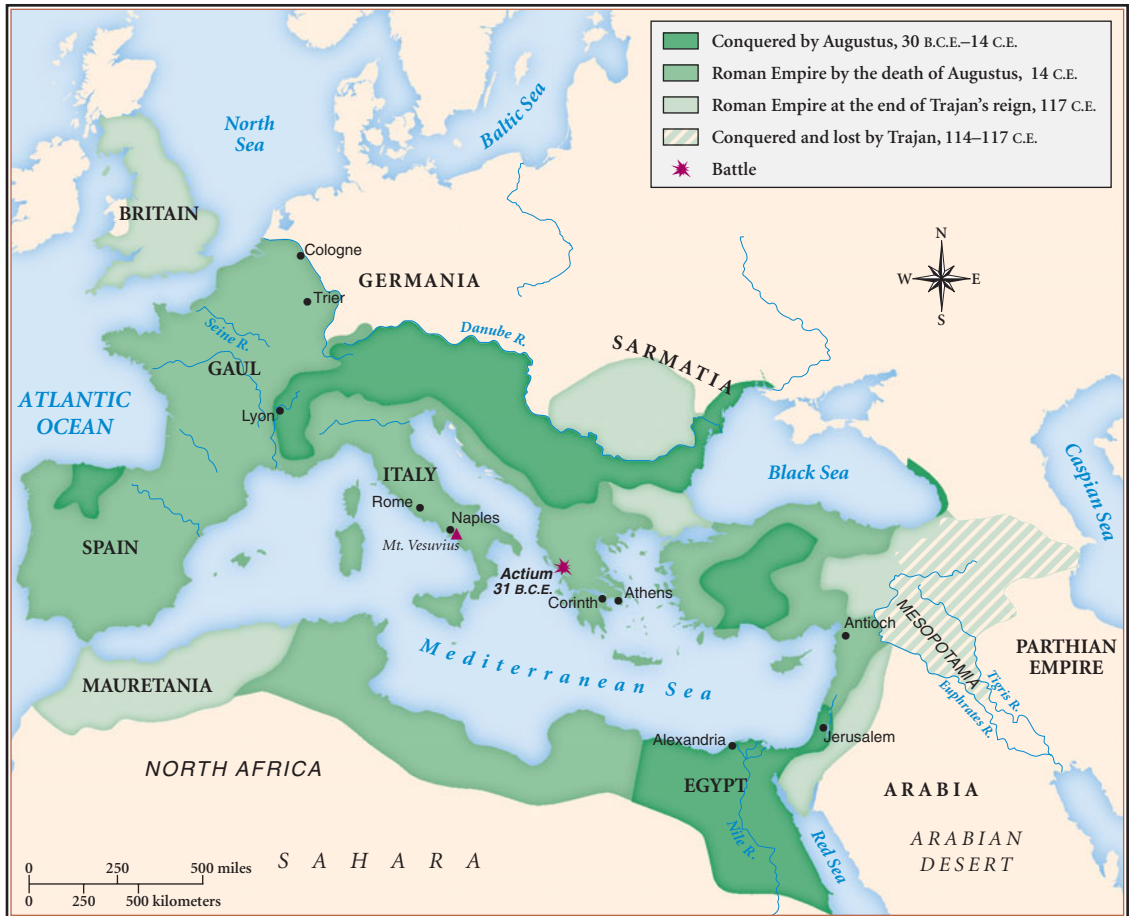 Conquered by Augustus, 30 B.C.E.–14 C.E.
Roman Empire by the death of Augustus, 14 C.E.
Roman Empire at the end of Trajan's reign, 117 C.E.
Conquered and lost by Trajan, 114–117 C.E.
Battle
North
Sea
Baltic Sea
BRITAIN
N
W
E
S
Cologne
GERMANIA
Trier
Seine R.
Danube R.
SARMATIA
GAUL
ATLANTIC
OCEAN
Lyon
Caspian Sea
Black Sea
ITALY
Rome
Naples
Mt. Vesuvius
SPAIN
Actium
31 B.C.E.
Corinth
Athens
Antioch
MESOPOTAMIA
PARTHIAN
EMPIRE
Tigris R.
Euphrates R.
Mediterranean Sea
MAURETANIA
Alexandria
Jerusalem
NORTH AFRICA
EGYPT
ARABIA
Nile R.
Red Sea
ARABIAN
DESERT
SAHARA
0 250 500 miles
0 250 500 kilometers